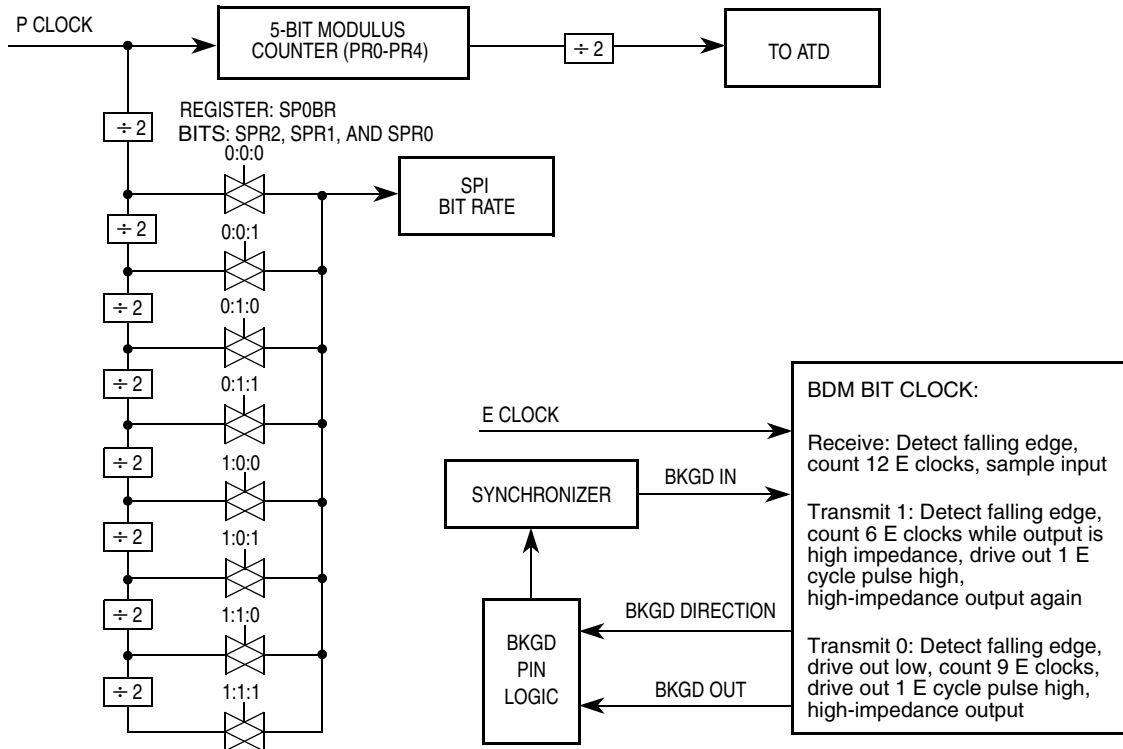 P CLOCK
5-BIT MODULUS
COUNTER (PR0-PR4)
÷ 2
TO ATD
÷ 2
REGISTER: SP0BR
BITS: SPR2, SPR1, AND SPR0
0:0:0
SPI
BIT RATE
÷ 2
0:0:1
÷ 2
0:1:0
÷ 2
0:1:1
÷ 2
1:0:0
÷ 2
1:0:1
÷ 2
1:1:0
÷ 2
1:1:1
E CLOCK
SYNCHRONIZER
BKGD IN
BKGD
PIN
LOGIC
BKGD DIRECTION
BKGD OUT
BDM BIT CLOCK:
Receive: Detect falling edge,
count 12 E clocks, sample input
Transmit 1: Detect falling edge,
count 6 E clocks while output is
high impedance, drive out 1 E
cycle pulse high,
high-impedance output again
Transmit 0: Detect falling edge,
drive out low, count 9 E clocks,
drive out 1 E cycle pulse high,
high-impedance output